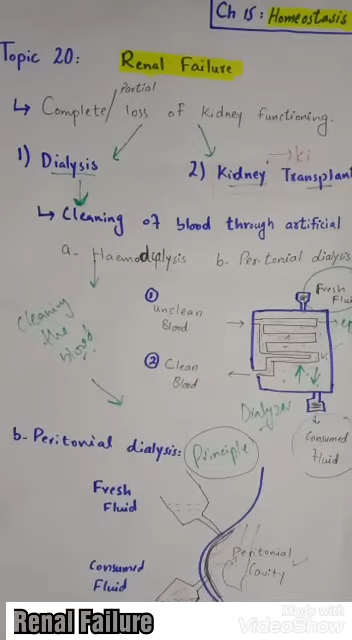 Ch 15: Homeostasis
Topic 20: Renal Failure
↳ Complete/Partial loss of kidney functioning.
1) Dialysis
2) Kidney Transplant
→ ki
↳ Cleaning of blood through artificial
a- Haemodialysis
b- Peritonial dialysis
Cleaning the blood
① Unclean Blood
Fresh Fluid
② Clean Blood
Dialyzer
Consumed Fluid
b- Peritonial dialysis: Principle
Fresh Fluid
Peritonial Cavity
Consumed Fluid
Renal Failure
Made with
VideoShow